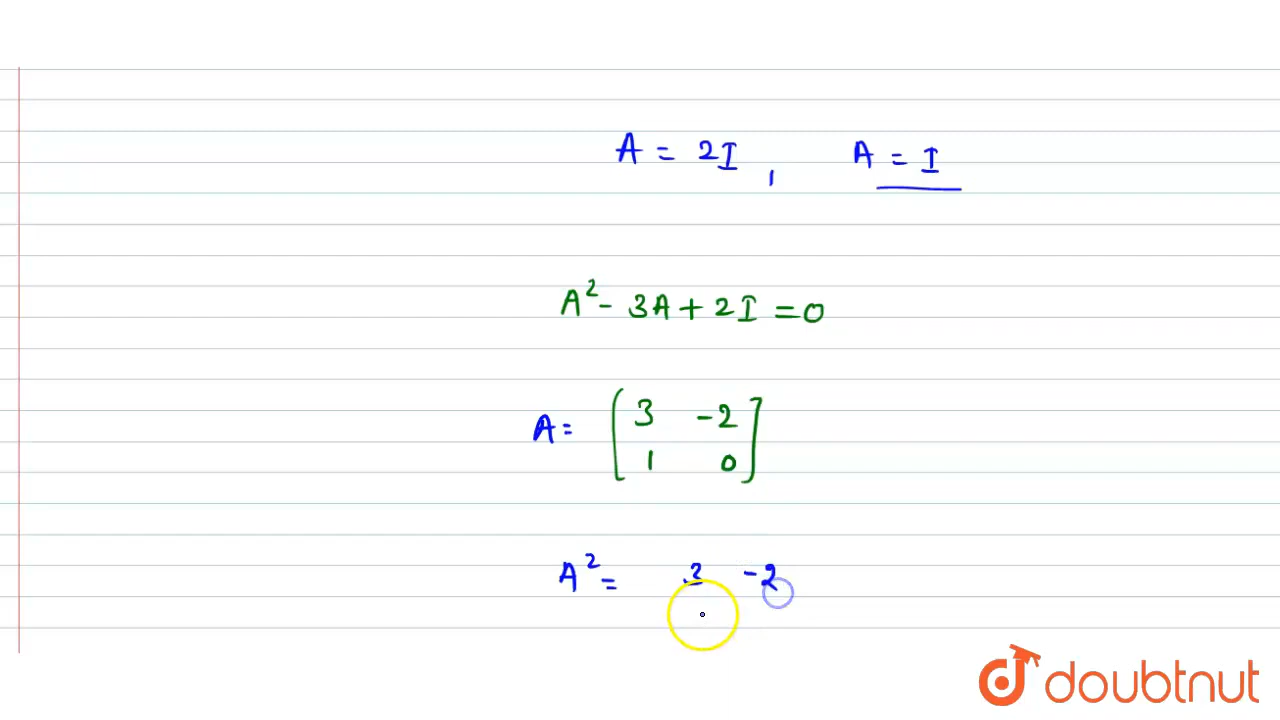 A = 2I , A = I
A² - 3A + 2I = 0
A = [ 3 -2
1 0 ]
A² = 3 -2
doubtnut